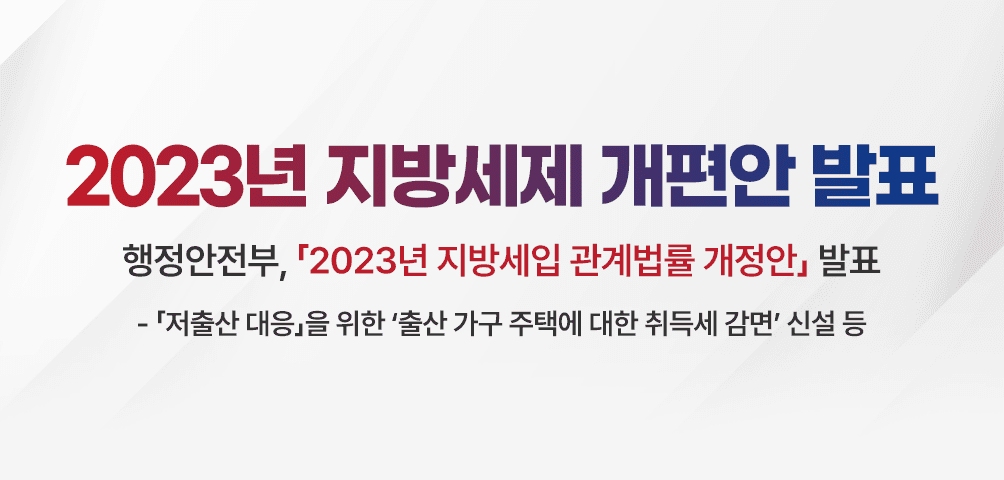 2023년 지방세제 개편안 발표
행정안전부, 「2023년 지방세입 관계법률 개정안」 발표
- 「저출산 대응」을 위한 ‘출산 가구 주택에 대한 취득세 감면’ 신설 등